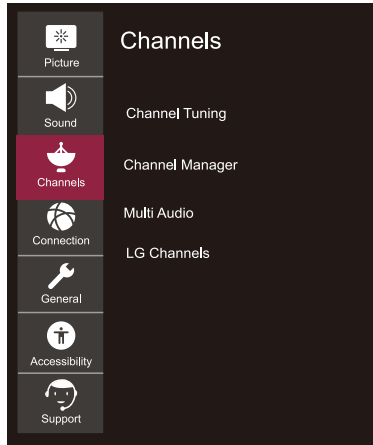 Picture
Sound
Channels
Connection
General
Accessibility
Support
Channels
Channel Tuning
Channel Manager
Multi Audio
LG Channels